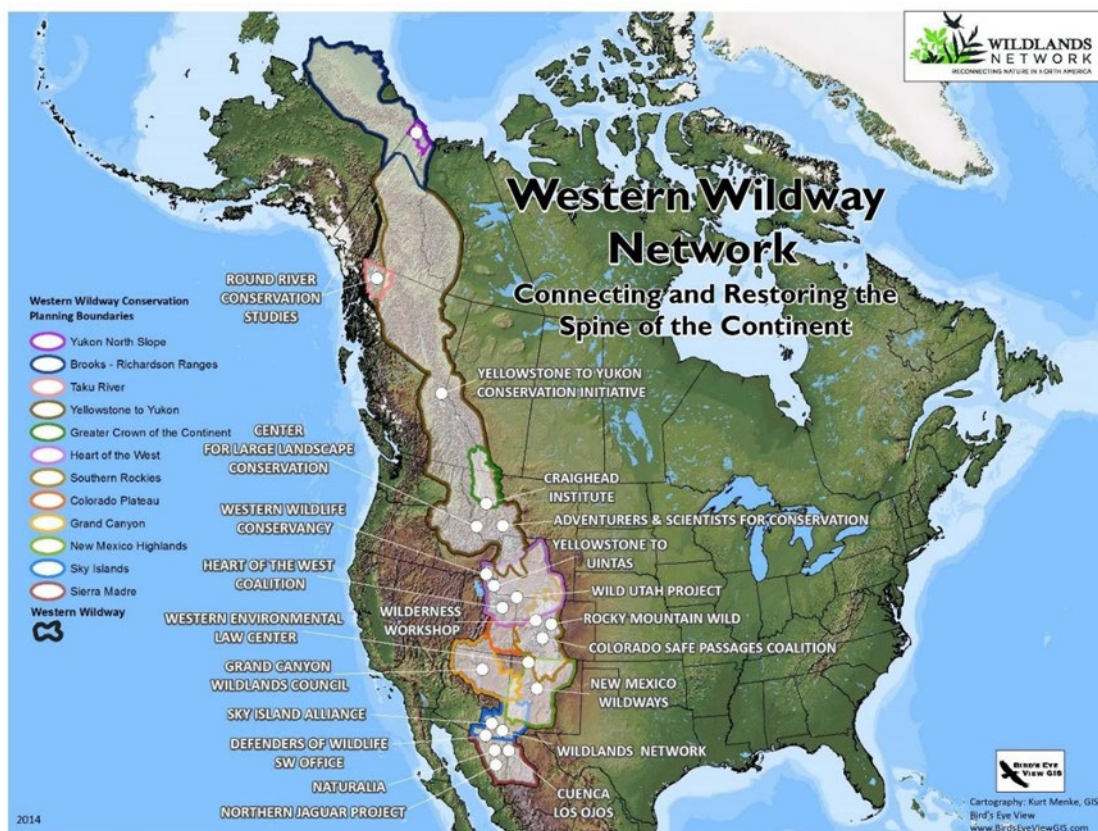 WILDLANDS
NETWORK
RECONNECTING NATURE IN NORTH AMERICA
Western Wildway
Network
Connecting and Restoring the
Spine of the Continent
ROUND RIVER
CONSERVATION
STUDIES
Western Wildway Conservation
Planning Boundaries
Yukon North Slope
Brooks - Richardson Ranges
Taku River
Yellowstone to Yukon
Greater Crown of the Continent
Heart of the West
Southern Rockies
Colorado Plateau
Grand Canyon
New Mexico Highlands
Sky Islands
Sierra Madre
Western Wildway
YELLOWSTONE TO YUKON
CONSERVATION INITIATIVE
CENTER
FOR LARGE LANDSCAPE
CONSERVATION
CRAIGHEAD
INSTITUTE
WESTERN WILDLIFE
CONSERVANCY
ADVENTURERS & SCIENTISTS FOR CONSERVATION
YELLOWSTONE TO
UINTAS
HEART OF THE WEST
COALITION
WILD UTAH PROJECT
WILDERNESS
WORKSHOP
ROCKY MOUNTAIN WILD
WESTERN ENVIRONMENTAL
LAW CENTER
COLORADO SAFE PASSAGES COALITION
GRAND CANYON
WILDLANDS COUNCIL
NEW MEXICO
WILDWAYS
SKY ISLAND ALLIANCE
DEFENDERS OF WILDLIFE
SW OFFICE
WILDLANDS NETWORK
NATURALIA
CUENCA
LOS OJOS
NORTHERN JAGUAR PROJECT
BIRD'S EYE
VIEW GIS
Cartography: Kurt Menke, GIS
Bird's Eye View
www.BirdsEyeViewGIS.com
2014